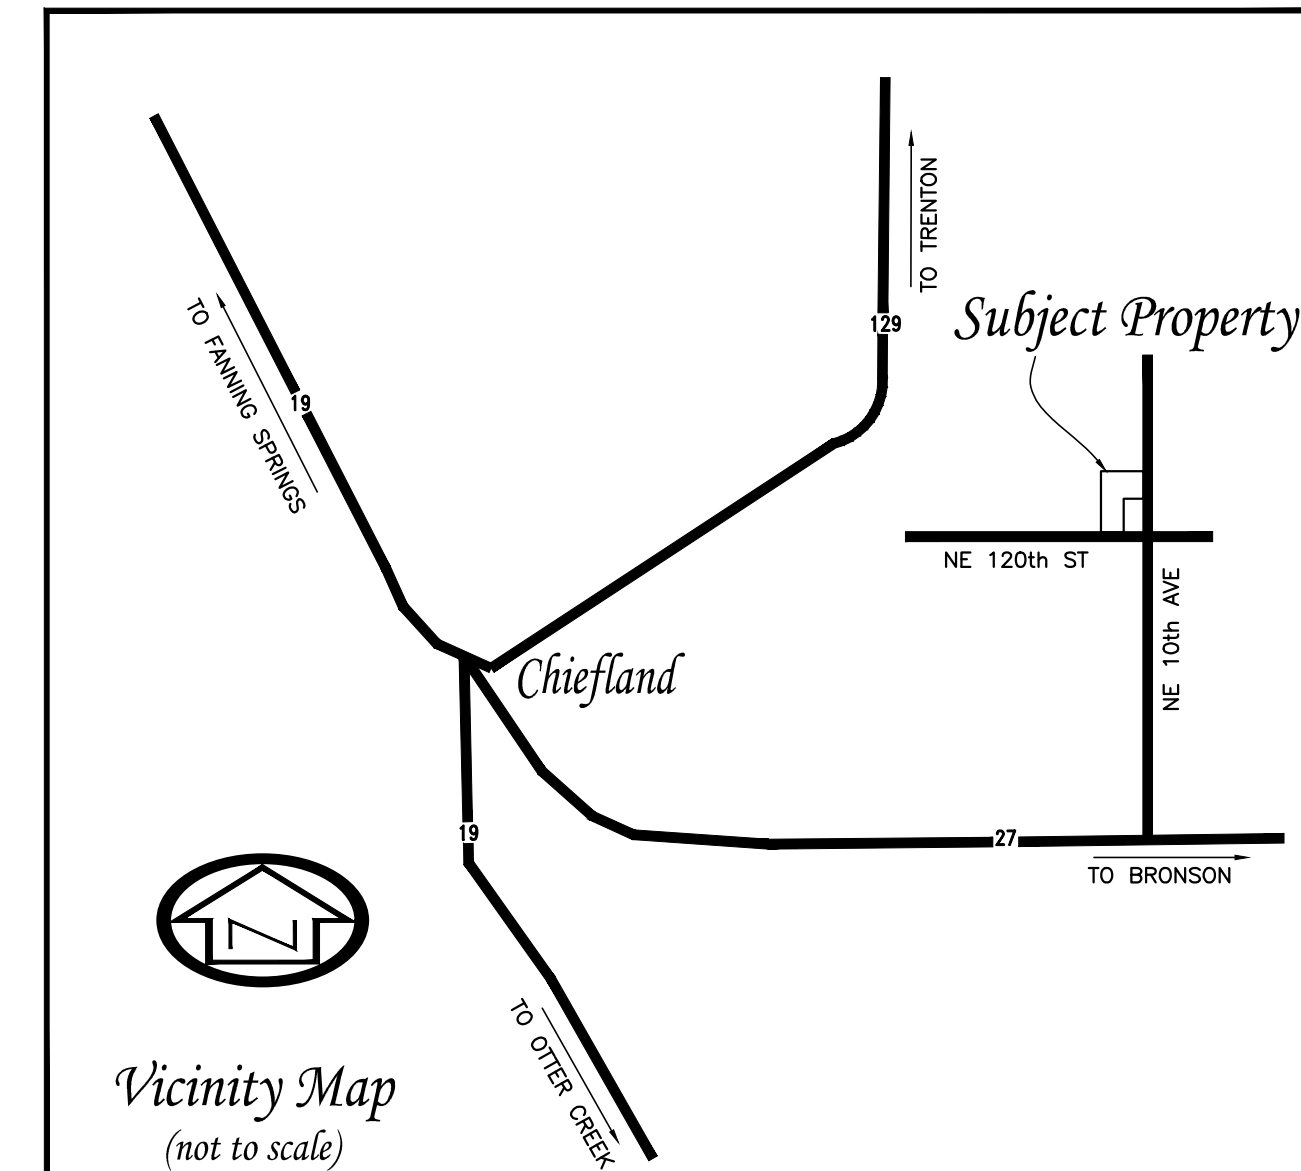 TO TRENTON
129
Subject Property
TO FANNING SPRINGS
19
NE 120th ST
NE 10th AVE
Chiefland
19
27
TO BRONSON
N
TO OTTER CREEK
Vicinity Map
(not to scale)